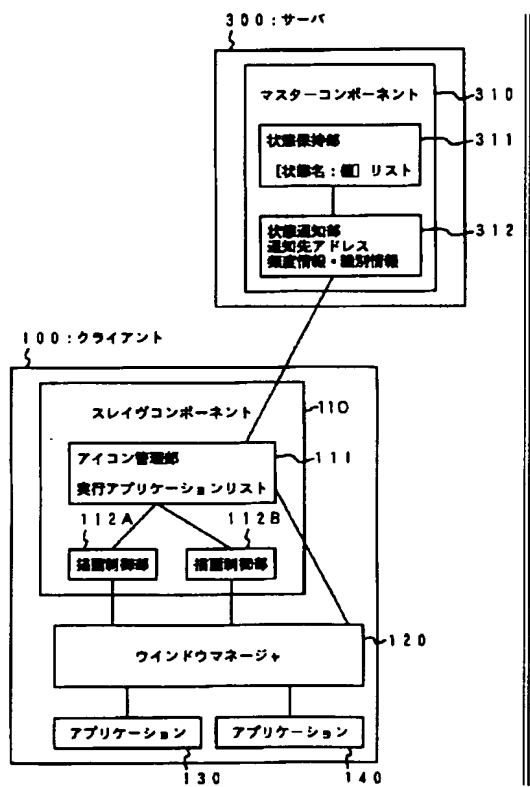 300:サーバ
マスターコンポーネント
310
状態保持部
311
[状態名:値] リスト
状態通知部
312
通知先アドレス
頻度情報・識別情報
100:クライアント
スレイヴコンポーネント
110
アイコン管理部
111
実行アプリケーションリスト
112A
112B
描画制御部
描画制御部
120
ウインドウマネージャ
アプリケーション
アプリケーション
130
140